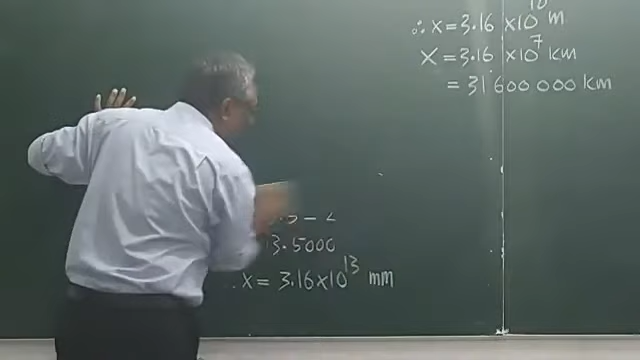 3.5000
x = 3.16×10¹³ mm
∴ x = 3.16 ×10¹⁰ m
x = 3.16 ×10⁷ km
= 31 600 000 km